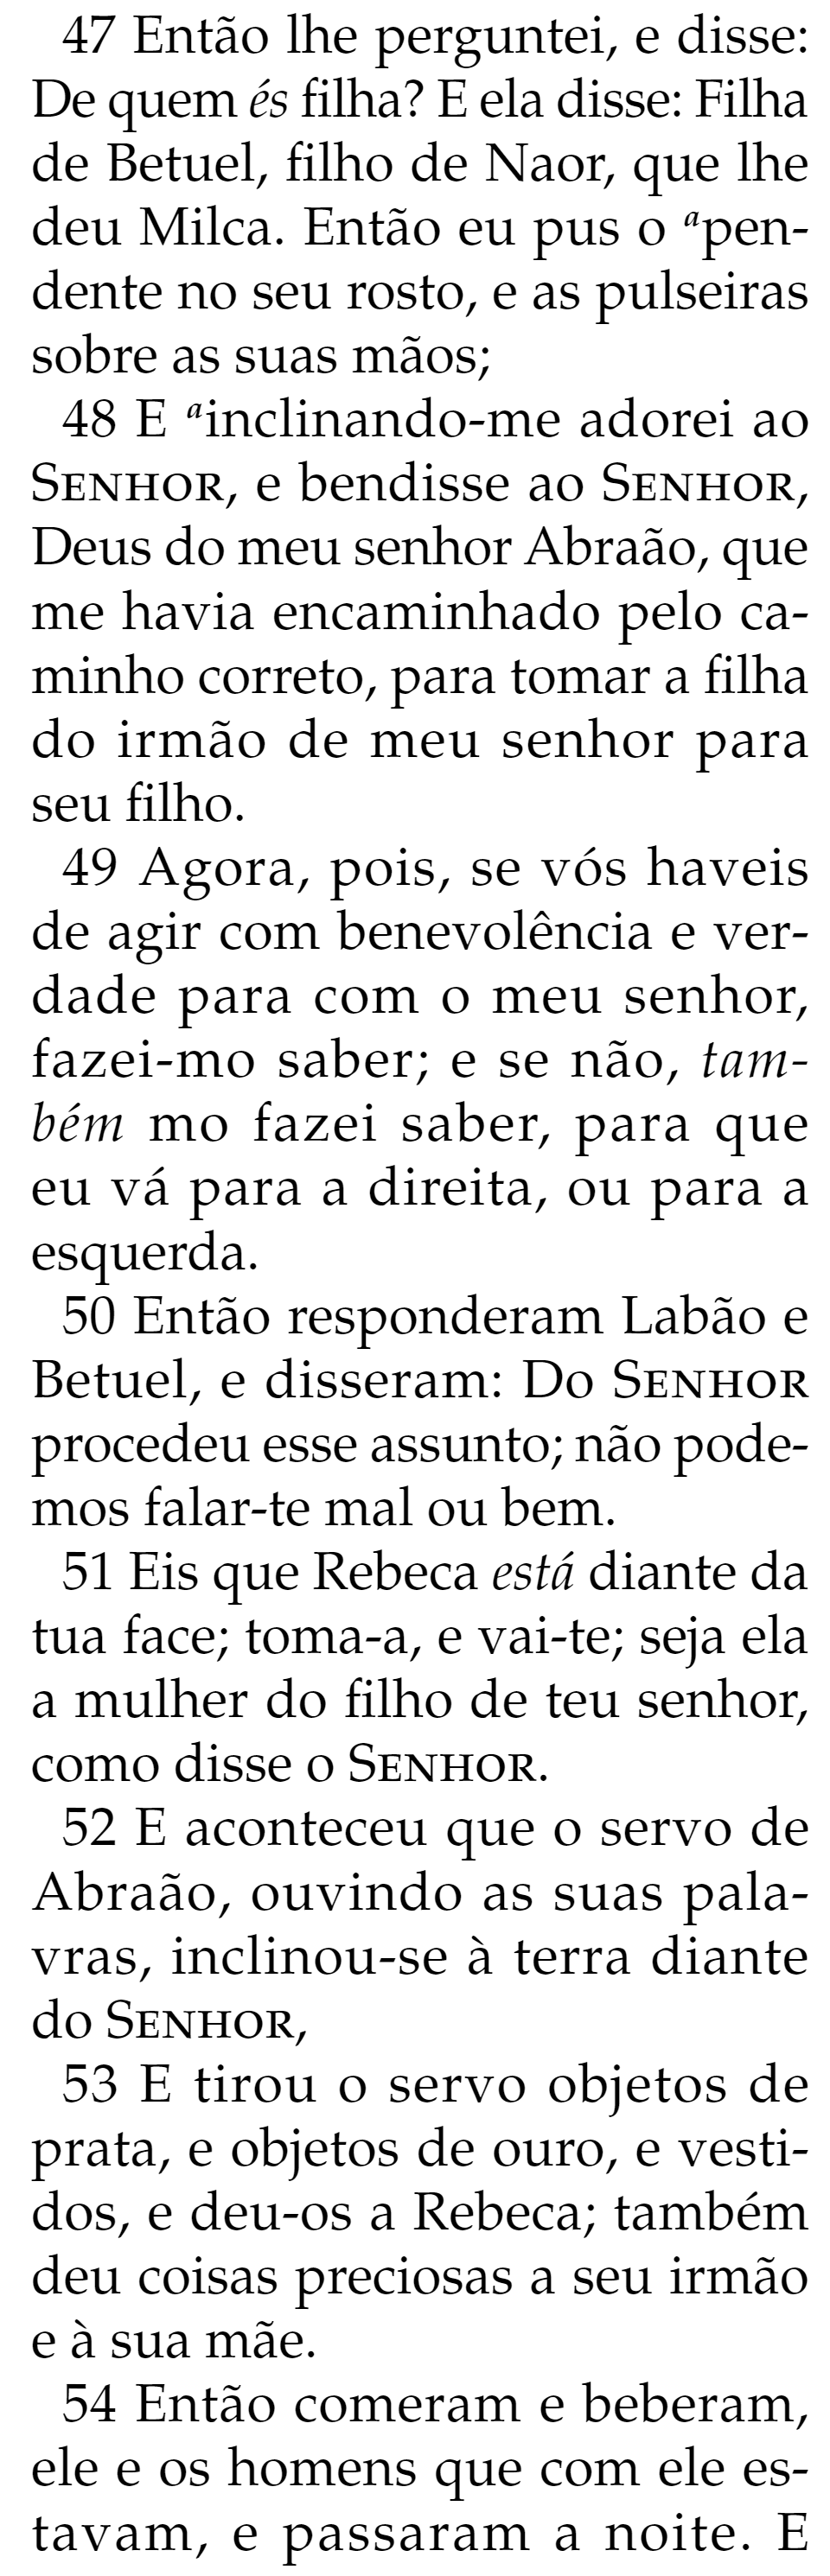 47 Então lhe perguntei, e disse:
De quem és filha? E ela disse: Filha
de Betuel, filho de Naor, que lhe
deu Milca. Então eu pus o ᵃpen-
dente no seu rosto, e as pulseiras
sobre as suas mãos;
48 E ᵃinclinando-me adorei ao
SENHOR, e bendisse ao SENHOR,
Deus do meu senhor Abraão, que
me havia encaminhado pelo ca-
minho correto, para tomar a filha
do irmão de meu senhor para
seu filho.
49 Agora, pois, se vós haveis
de agir com benevolência e ver-
dade para com o meu senhor,
fazei-mo saber; e se não, tam-
bém mo fazei saber, para que
eu vá para a direita, ou para a
esquerda.
50 Então responderam Labão e
Betuel, e disseram: Do SENHOR
procedeu esse assunto; não pode-
mos falar-te mal ou bem.
51 Eis que Rebeca está diante da
tua face; toma-a, e vai-te; seja ela
a mulher do filho de teu senhor,
como disse o SENHOR.
52 E aconteceu que o servo de
Abraão, ouvindo as suas pala-
vras, inclinou-se à terra diante
do SENHOR,
53 E tirou o servo objetos de
prata, e objetos de ouro, e vesti-
dos, e deu-os a Rebeca; também
deu coisas preciosas a seu irmão
e à sua mãe.
54 Então comeram e beberam,
ele e os homens que com ele es-
tavam, e passaram a noite. E